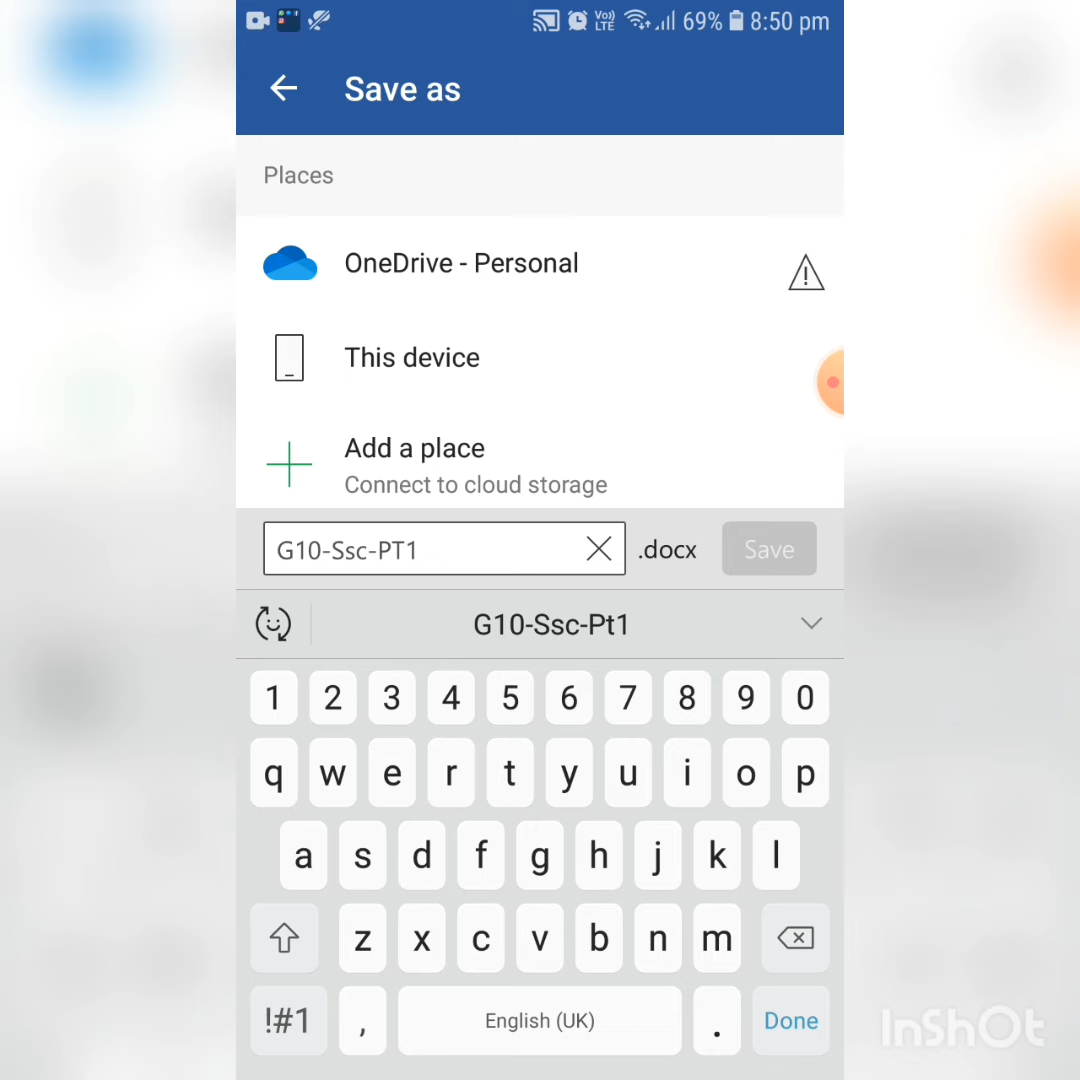 Vo)) LTE 69% 8:50 pm
Save as
Places
OneDrive - Personal
This device
Add a place
Connect to cloud storage
G10-Ssc-PT1 .docx Save
G10-Ssc-Pt1
1 2 3 4 5 6 7 8 9 0
q w e r t y u i o p
a s d f g h j k l
z x c v b n m
!#1 , English (UK) . Done
InShOt